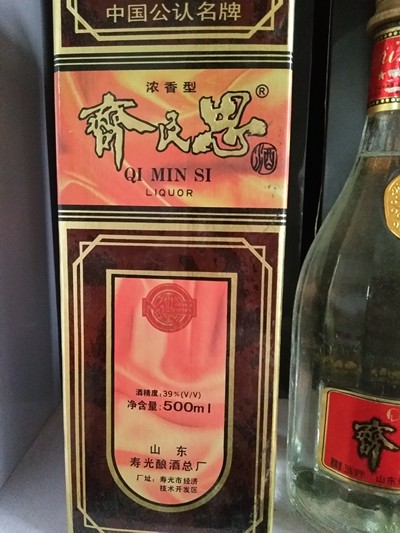 中国公认名牌
浓香型
齊民思®
酒
QI MIN SI
LIQUOR
酒精度:39%(V/V)
净含量:500ml
山东
寿光酿酒总厂
厂址:寿光市经济
技术开发区
齊